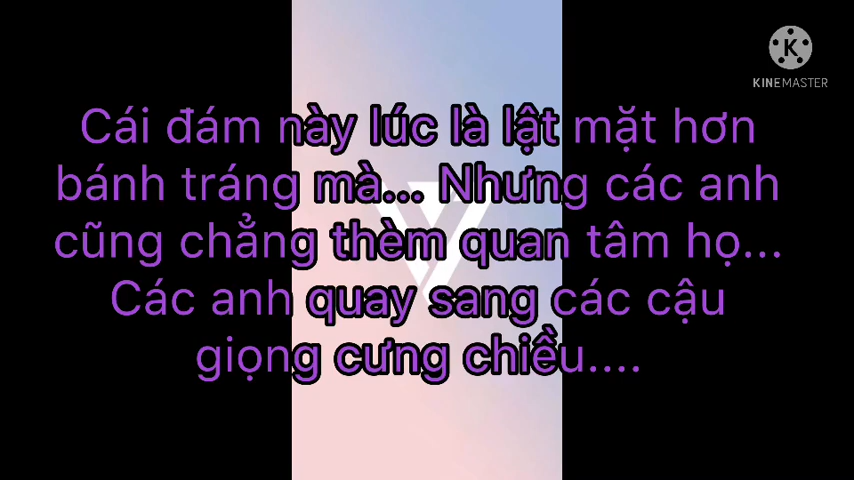 KINEMASTER
Cái đám này lúc là lật mặt hơn
bánh tráng mà... Nhưng các anh
cũng chẳng thèm quan tâm họ...
Các anh quay sang các cậu
giọng cưng chiều....